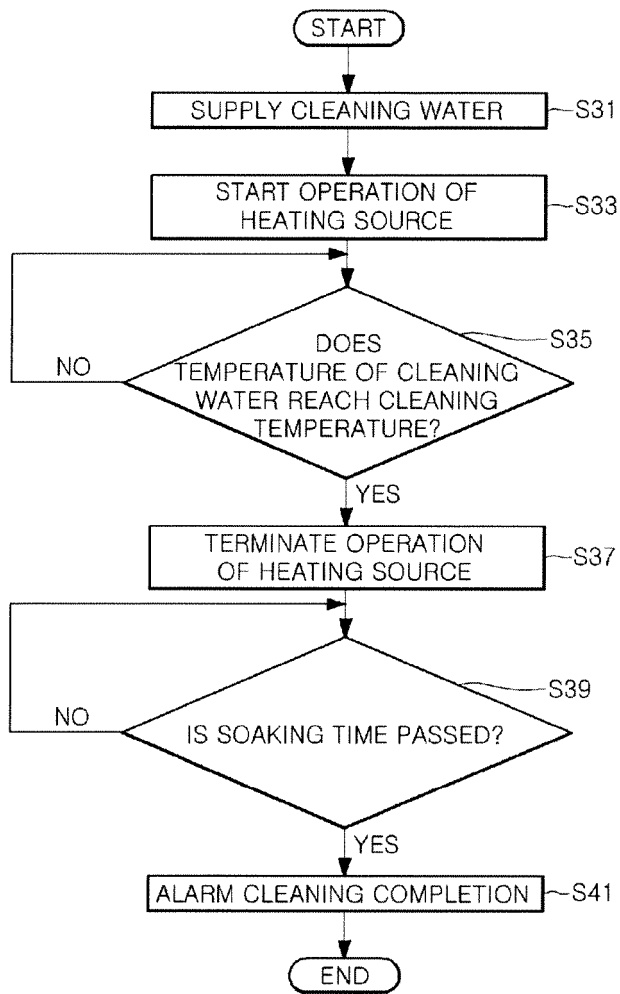 START
SUPPLY CLEANING WATER
S31
START OPERATION OF
HEATING SOURCE
S33
S35
DOES
TEMPERATURE OF CLEANING
WATER REACH CLEANING
TEMPERATURE?
NO
YES
TERMINATE OPERATION
OF HEATING SOURCE
S37
S39
IS SOAKING TIME PASSED?
NO
YES
ALARM CLEANING COMPLETION
S41
END